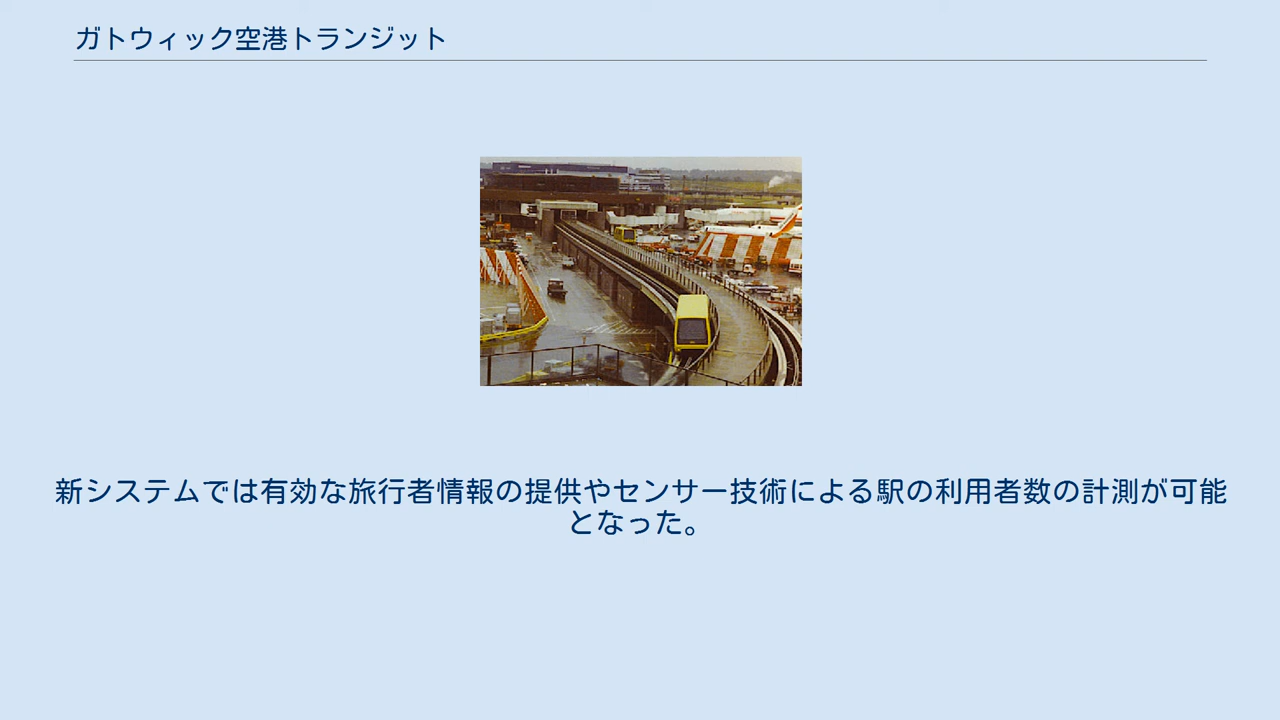 ガトウィック空港トランジット
新システムでは有効な旅行者情報の提供やセンサー技術による駅の利用者数の計測が可能
となった。